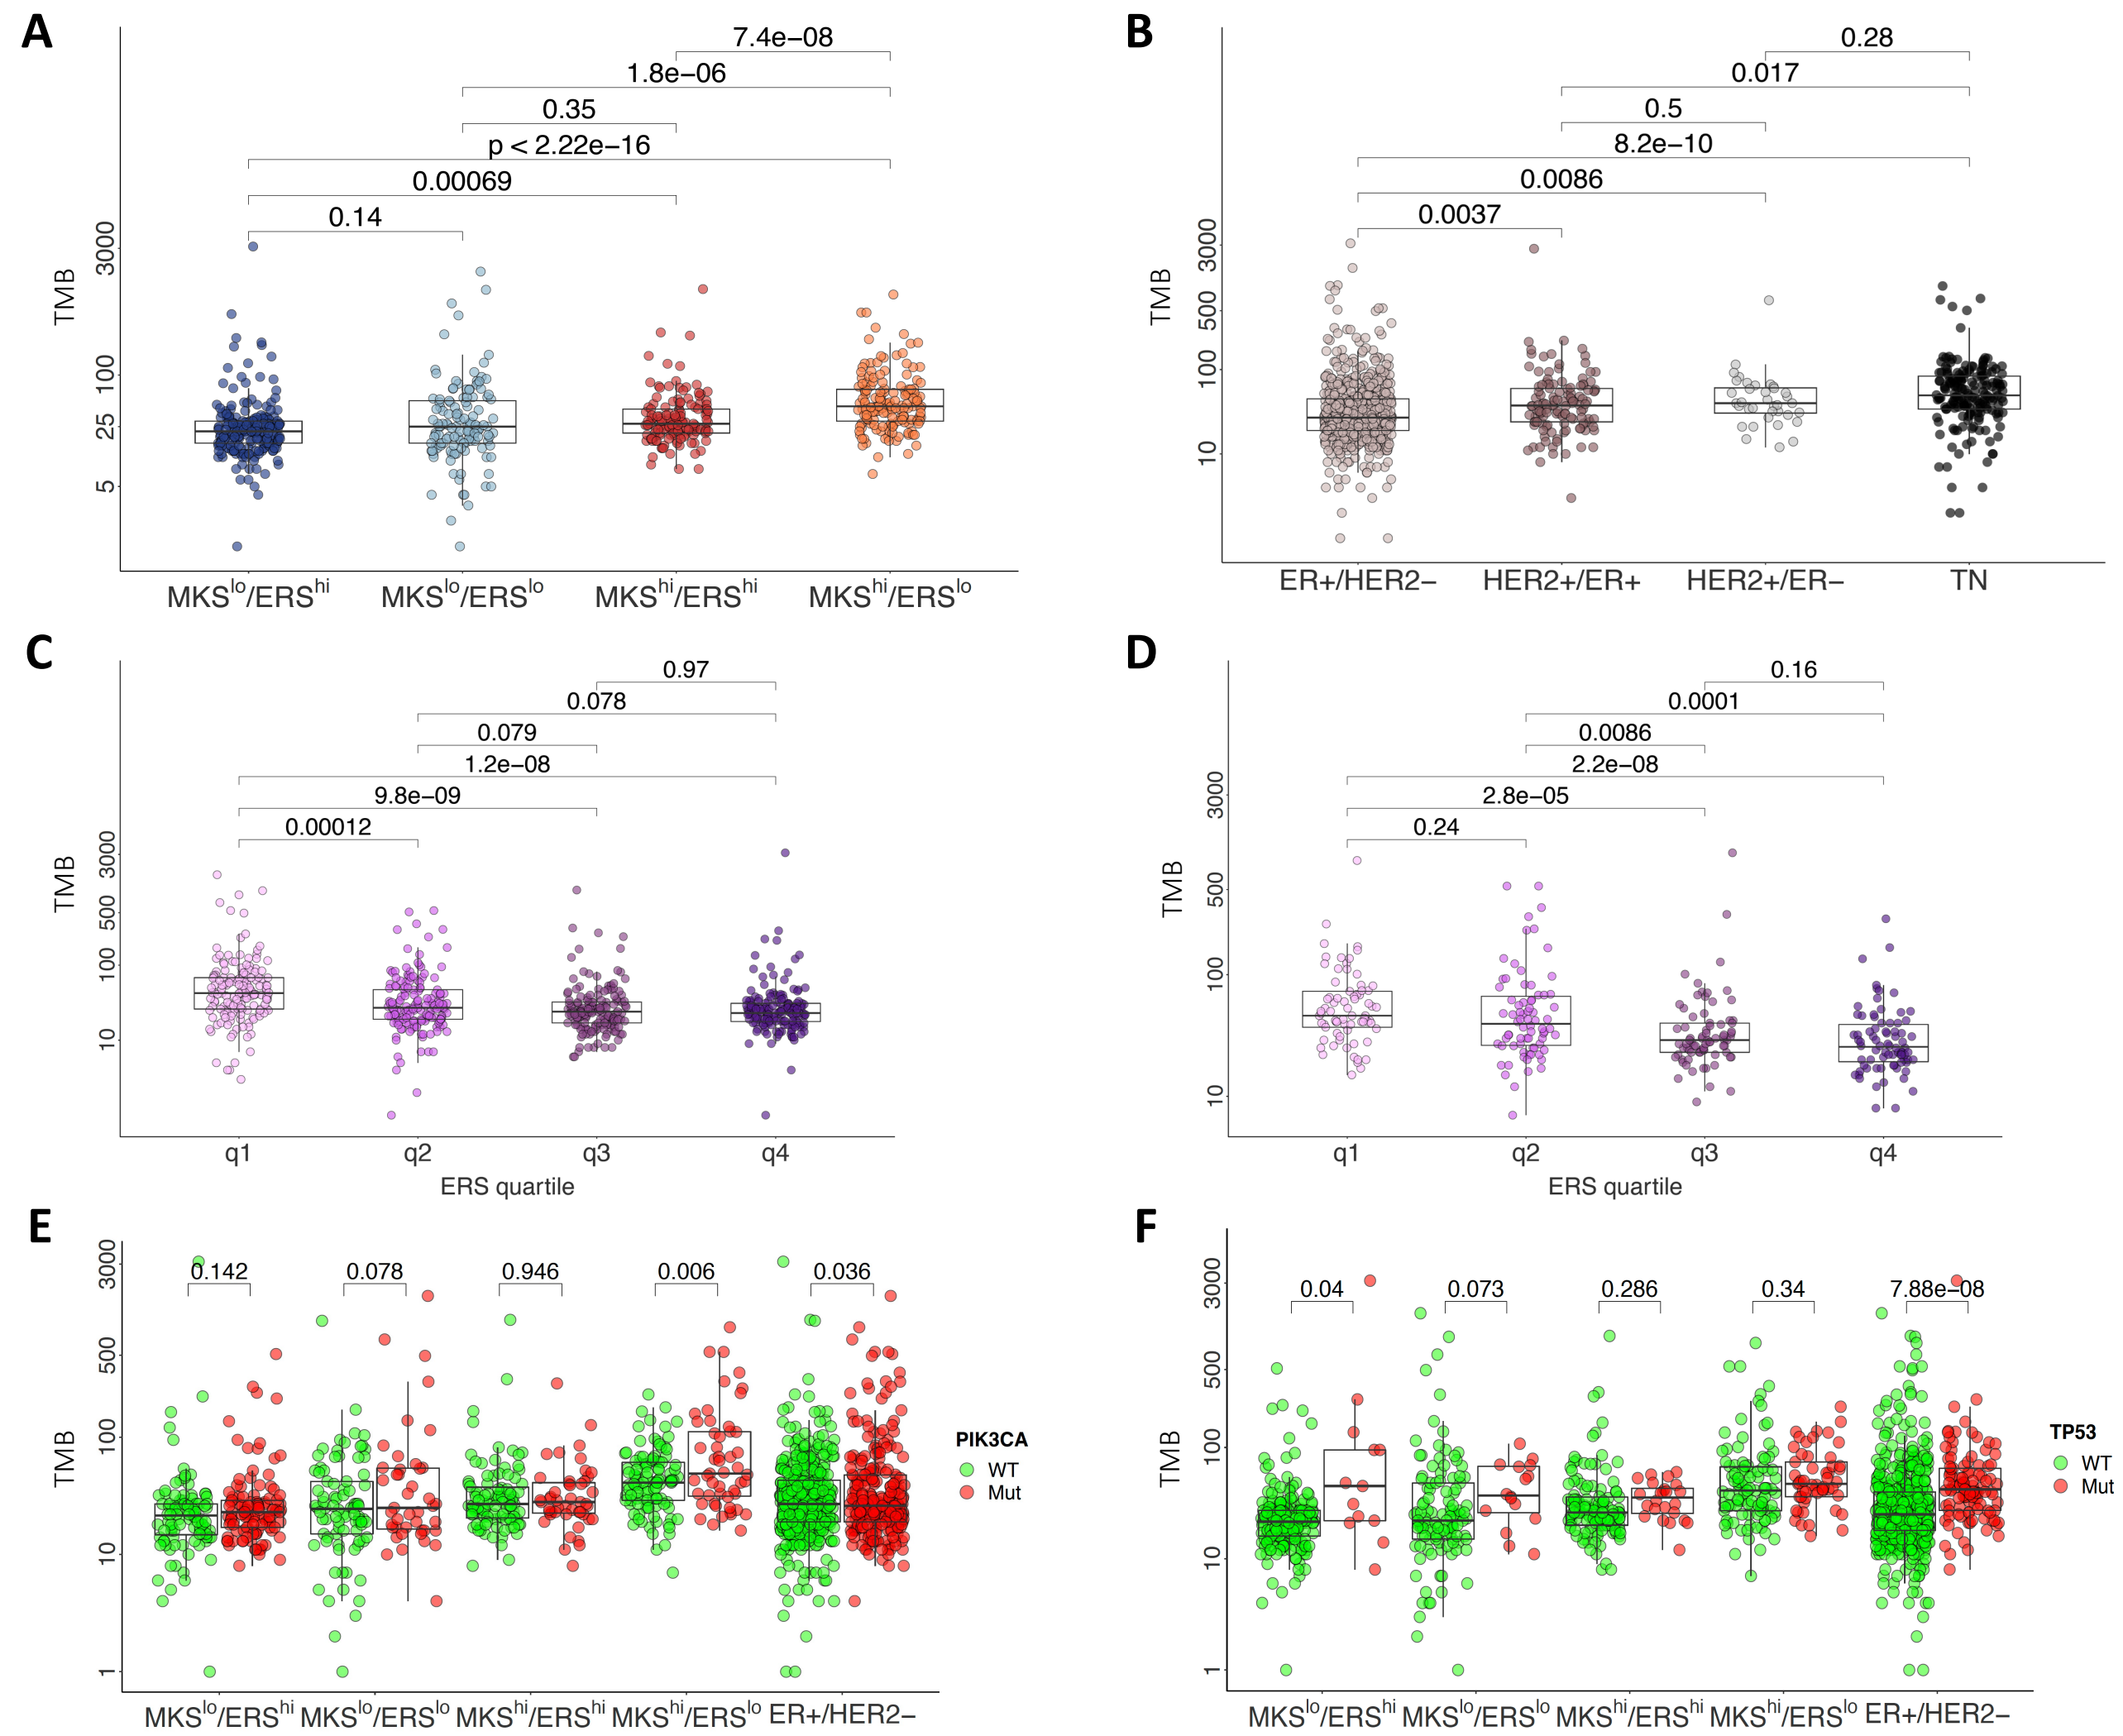 A
7.4e−08
1.8e−06
0.35
p < 2.22e−16
0.00069
0.14
TMB
3000
100
25
5
MKSlo/ERShi MKSlo/ERSlo MKShi/ERShi MKShi/ERSlo
B
0.28
0.017
0.5
8.2e−10
0.0086
0.0037
TMB
3000
500
100
10
ER+/HER2− HER2+/ER+ HER2+/ER− TN
C
0.97
0.078
0.079
1.2e−08
9.8e−09
0.00012
TMB
3000
500
100
10
q1 q2 q3 q4
ERS quartile
D
0.16
0.0001
0.0086
2.2e−08
2.8e−05
0.24
TMB
3000
500
100
10
q1 q2 q3 q4
ERS quartile
E
0.142 0.078 0.946 0.006 0.036
TMB
3000
500
100
10
1
MKSlo/ERShi MKSlo/ERSlo MKShi/ERShi MKShi/ERSlo ER+/HER2−
PIK3CA
WT
Mut
F
0.04 0.073 0.286 0.34 7.88e−08
TMB
3000
500
100
10
1
MKSlo/ERShi MKSlo/ERSlo MKShi/ERShi MKShi/ERSlo ER+/HER2−
TP53
WT
Mut